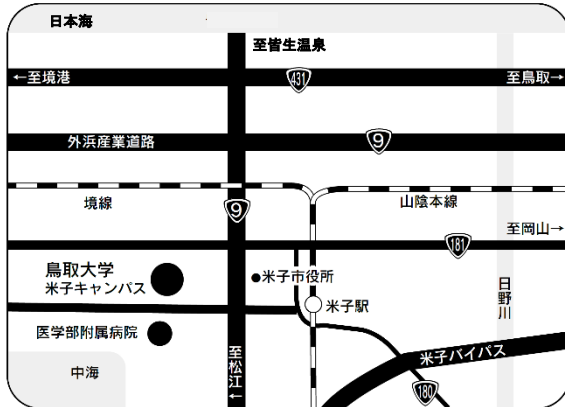 日本海
至皆生温泉
←至境港
431
至鳥取→
外浜産業道路
9
境線
9
山陰本線
至岡山→
181
鳥取大学
米子キャンパス
●米子市役所
米子駅
日野川
医学部附属病院
至松江←
米子バイパス
中海
180